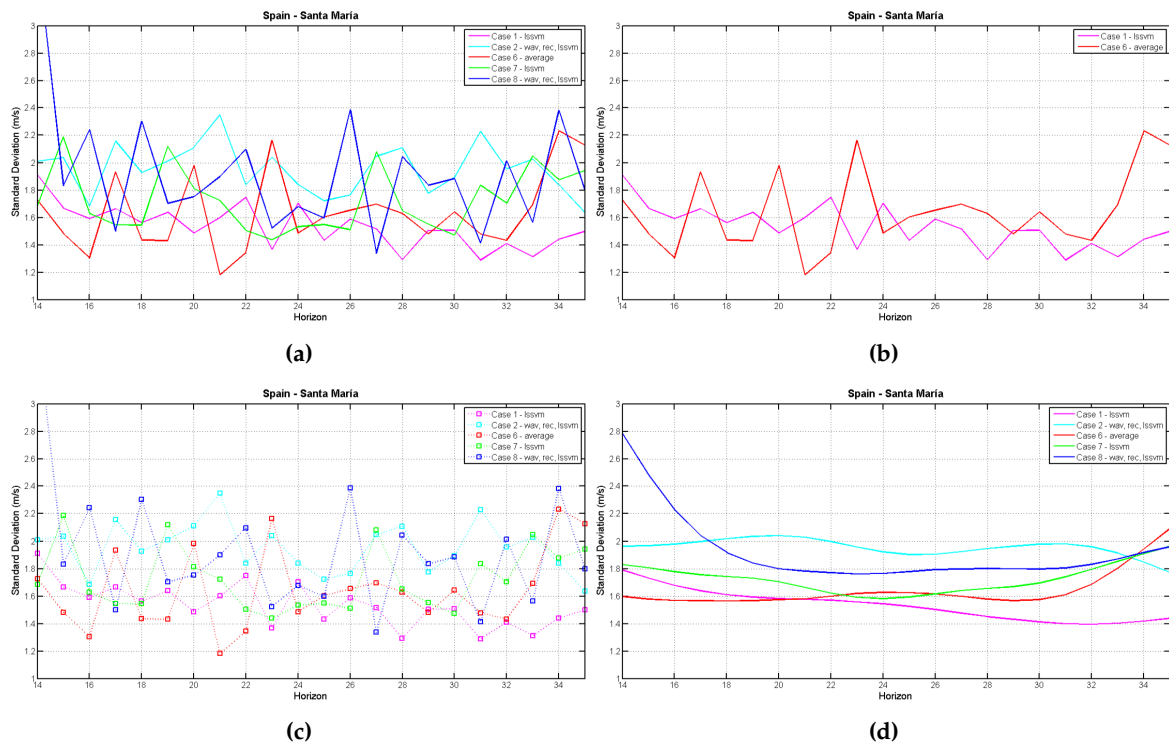 Spain - Santa María
Case 1 - lssvm
Case 2 - wav, rec, lssvm
Case 6 - average
Case 7 - lssvm
Case 8 - wav, rec, lssvm
Standard Deviation (m/s)
3
2.8
2.6
2.4
2.2
2
1.8
1.6
1.4
1.2
1
14 16 18 20 22 24 26 28 30 32 34
Horizon
(a)
Spain - Santa María
Case 1 - lssvm
Case 6 - average
Standard Deviation (m/s)
3
2.8
2.6
2.4
2.2
2
1.8
1.6
1.4
1.2
1
14 16 18 20 22 24 26 28 30 32 34
Horizon
(b)
Spain - Santa María
Case 1 - lssvm
Case 2 - wav, rec, lssvm
Case 6 - average
Case 7 - lssvm
Case 8 - wav, rec, lssvm
Standard Deviation (m/s)
3
2.8
2.6
2.4
2.2
2
1.8
1.6
1.4
1.2
1
14 16 18 20 22 24 26 28 30 32 34
Horizon
(c)
Spain - Santa María
Case 1 - lssvm
Case 2 - wav, rec, lssvm
Case 6 - average
Case 7 - lssvm
Case 8 - wav, rec, lssvm
Standard Deviation (m/s)
3
2.8
2.6
2.4
2.2
2
1.8
1.6
1.4
1.2
1
14 16 18 20 22 24 26 28 30 32 34
Horizon
(d)